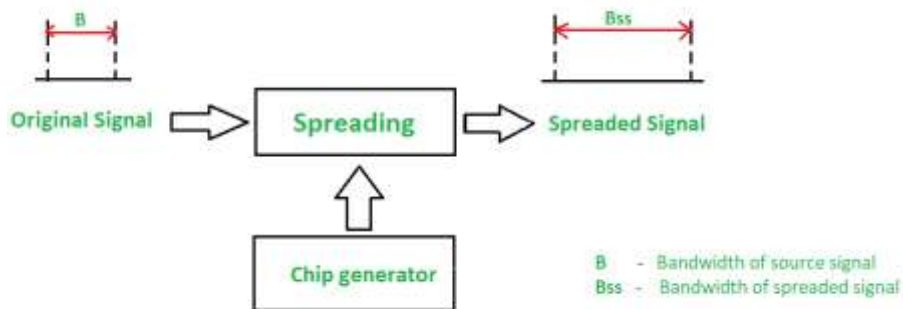 B
Bss
Original Signal
Spreading
Spreaded Signal
Chip generator
B - Bandwidth of source signal
Bss - Bandwidth of spreaded signal